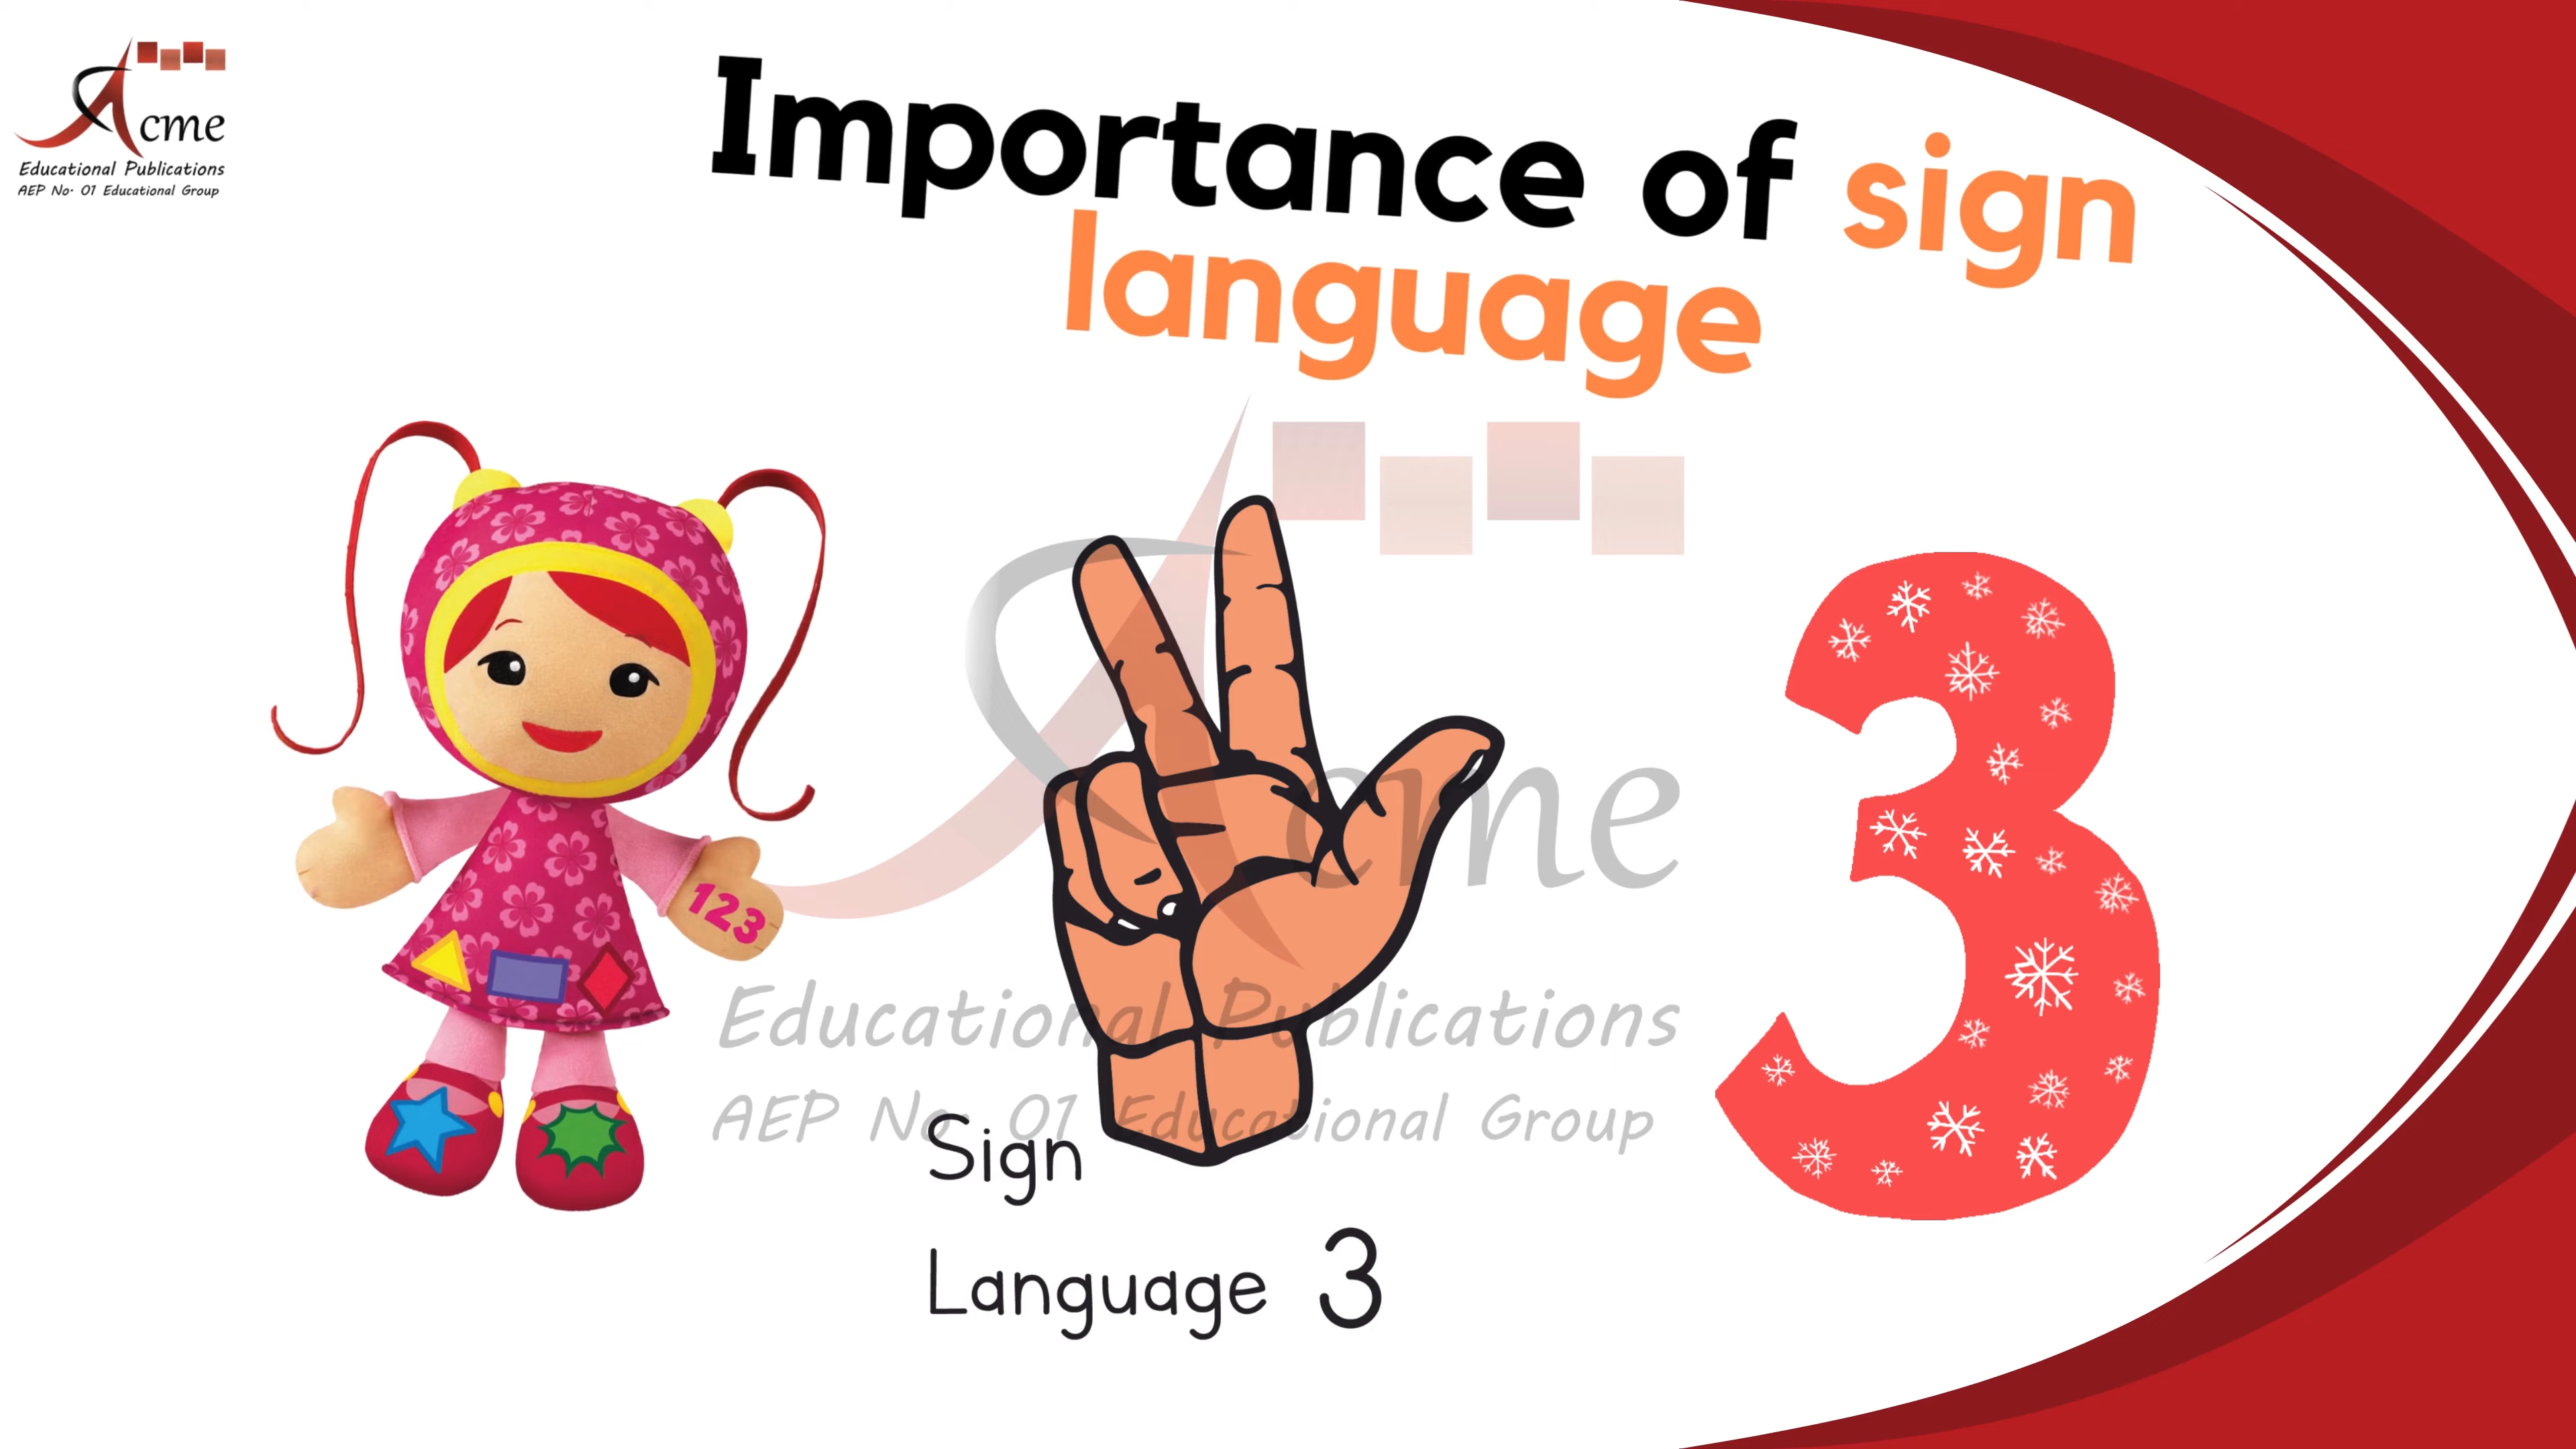 Acme
Educational Publications
AEP No. 01 Educational Group
Importance of sign
language
123
Acme
Educational Publications
AEP No. 01 Educational Group
3
Sign
Language 3